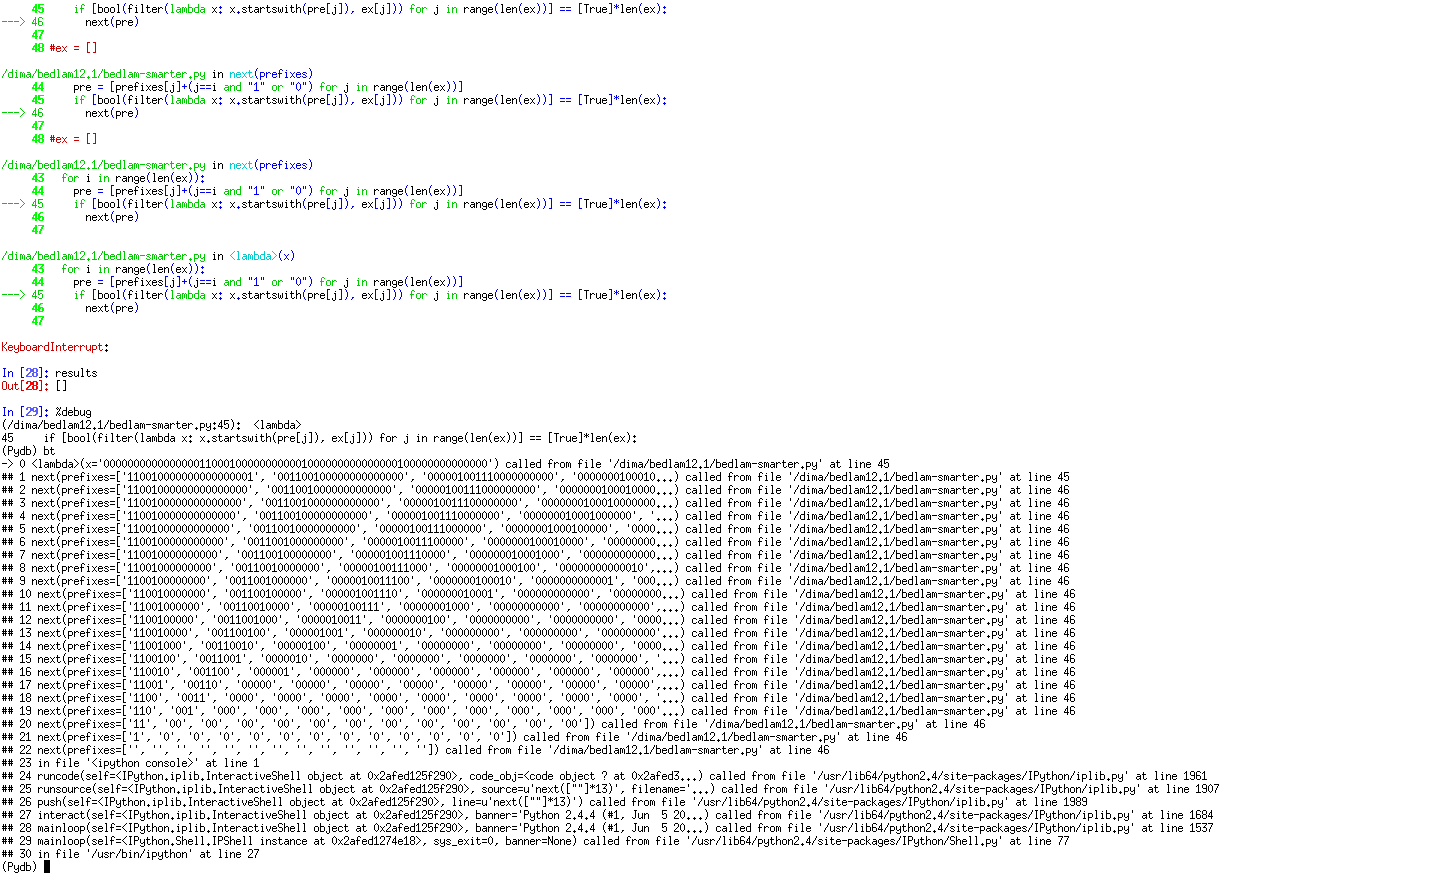 45     if [bool(filter(lambda x: x.startswith(pre[j]), ex[j])) for j in range(len(ex))] == [True]*len(ex):
---> 46       next(pre)
47
48 #ex = []
/dima/bedlam12.1/bedlam-smarter.py in next(prefixes)
44     pre = [prefixes[j]+(j==i and "1" or "0") for j in range(len(ex))]
45     if [bool(filter(lambda x: x.startswith(pre[j]), ex[j])) for j in range(len(ex))] == [True]*len(ex):
---> 46       next(pre)
47
48 #ex = []
/dima/bedlam12.1/bedlam-smarter.py in next(prefixes)
43   for i in range(len(ex)):
44     pre = [prefixes[j]+(j==i and "1" or "0") for j in range(len(ex))]
---> 45     if [bool(filter(lambda x: x.startswith(pre[j]), ex[j])) for j in range(len(ex))] == [True]*len(ex):
46       next(pre)
47
/dima/bedlam12.1/bedlam-smarter.py in <lambda>(x)
43   for i in range(len(ex)):
44     pre = [prefixes[j]+(j==i and "1" or "0") for j in range(len(ex))]
---> 45     if [bool(filter(lambda x: x.startswith(pre[j]), ex[j])) for j in range(len(ex))] == [True]*len(ex):
46       next(pre)
47
KeyboardInterrupt:
In [28]: results
Out[28]: []
In [29]: %debug
(/dima/bedlam12.1/bedlam-smarter.py:45):  <lambda>
45     if [bool(filter(lambda x: x.startswith(pre[j]), ex[j])) for j in range(len(ex))] == [True]*len(ex):
(Pydb) bt
-> 0 <lambda>(x='0000000000000000110001000000000001000000000000000010000000000000') called from file '/dima/bedlam12.1/bedlam-smarter.py' at line 45
## 1 next(prefixes=['110010000000000000001', '001100100000000000000', '000001001110000000000', '0000000100010...) called from file '/dima/bedlam12.1/bedlam-smarter.py' at line 45
## 2 next(prefixes=['11001000000000000000', '00110010000000000000', '00000100111000000000', '0000000100010000...) called from file '/dima/bedlam12.1/bedlam-smarter.py' at line 46
## 3 next(prefixes=['1100100000000000000', '0011001000000000000', '0000010011100000000', '0000000100010000000...) called from file '/dima/bedlam12.1/bedlam-smarter.py' at line 46
## 4 next(prefixes=['110010000000000000', '001100100000000000', '000001001110000000', '000000010001000000', '...) called from file '/dima/bedlam12.1/bedlam-smarter.py' at line 46
## 5 next(prefixes=['11001000000000000', '00110010000000000', '00000100111000000', '00000001000100000', '0000...) called from file '/dima/bedlam12.1/bedlam-smarter.py' at line 46
## 6 next(prefixes=['1100100000000000', '0011001000000000', '0000010011100000', '0000000100010000', '00000000...) called from file '/dima/bedlam12.1/bedlam-smarter.py' at line 46
## 7 next(prefixes=['110010000000000', '001100100000000', '000001001110000', '000000010001000', '000000000000...) called from file '/dima/bedlam12.1/bedlam-smarter.py' at line 46
## 8 next(prefixes=['11001000000000', '00110010000000', '00000100111000', '00000001000100', '00000000000010',...) called from file '/dima/bedlam12.1/bedlam-smarter.py' at line 46
## 9 next(prefixes=['1100100000000', '0011001000000', '0000010011100', '0000000100010', '0000000000001', '000...) called from file '/dima/bedlam12.1/bedlam-smarter.py' at line 46
## 10 next(prefixes=['110010000000', '001100100000', '000001001110', '000000010001', '000000000000', '00000000...) called from file '/dima/bedlam12.1/bedlam-smarter.py' at line 46
## 11 next(prefixes=['11001000000', '00110010000', '00000100111', '00000001000', '00000000000', '00000000000',...) called from file '/dima/bedlam12.1/bedlam-smarter.py' at line 46
## 12 next(prefixes=['1100100000', '0011001000', '0000010011', '0000000100', '0000000000', '0000000000', '0000...) called from file '/dima/bedlam12.1/bedlam-smarter.py' at line 46
## 13 next(prefixes=['110010000', '001100100', '000001001', '000000010', '000000000', '000000000', '000000000'...) called from file '/dima/bedlam12.1/bedlam-smarter.py' at line 46
## 14 next(prefixes=['11001000', '00110010', '00000100', '00000001', '00000000', '00000000', '00000000', '0000...) called from file '/dima/bedlam12.1/bedlam-smarter.py' at line 46
## 15 next(prefixes=['1100100', '0011001', '0000010', '0000000', '0000000', '0000000', '0000000', '0000000', '...) called from file '/dima/bedlam12.1/bedlam-smarter.py' at line 46
## 16 next(prefixes=['110010', '001100', '000001', '000000', '000000', '000000', '000000', '000000', '000000',...) called from file '/dima/bedlam12.1/bedlam-smarter.py' at line 46
## 17 next(prefixes=['11001', '00110', '00000', '00000', '00000', '00000', '00000', '00000', '00000', '00000',...) called from file '/dima/bedlam12.1/bedlam-smarter.py' at line 46
## 18 next(prefixes=['1100', '0011', '0000', '0000', '0000', '0000', '0000', '0000', '0000', '0000', '0000', '...) called from file '/dima/bedlam12.1/bedlam-smarter.py' at line 46
## 19 next(prefixes=['110', '001', '000', '000', '000', '000', '000', '000', '000', '000', '000', '000', '000'...) called from file '/dima/bedlam12.1/bedlam-smarter.py' at line 46
## 20 next(prefixes=['11', '00', '00', '00', '00', '00', '00', '00', '00', '00', '00', '00', '00']) called from file '/dima/bedlam12.1/bedlam-smarter.py' at line 46
## 21 next(prefixes=['1', '0', '0', '0', '0', '0', '0', '0', '0', '0', '0', '0', '0']) called from file '/dima/bedlam12.1/bedlam-smarter.py' at line 46
## 22 next(prefixes=['', '', '', '', '', '', '', '', '', '', '', '', '']) called from file '/dima/bedlam12.1/bedlam-smarter.py' at line 46
## 23 in file '<ipython console>' at line 1
## 24 runcode(self=<IPython.iplib.InteractiveShell object at 0x2afed125f290>, code_obj=<code object ? at 0x2afed3...) called from file '/usr/lib64/python2.4/site-packages/IPython/iplib.py' at line 1961
## 25 runsource(self=<IPython.iplib.InteractiveShell object at 0x2afed125f290>, source=u'next([""]*13)', filename='...) called from file '/usr/lib64/python2.4/site-packages/IPython/iplib.py' at line 1907
## 26 push(self=<IPython.iplib.InteractiveShell object at 0x2afed125f290>, line=u'next([""]*13)') called from file '/usr/lib64/python2.4/site-packages/IPython/iplib.py' at line 1989
## 27 interact(self=<IPython.iplib.InteractiveShell object at 0x2afed125f290>, banner='Python 2.4.4 (#1, Jun  5 20...) called from file '/usr/lib64/python2.4/site-packages/IPython/iplib.py' at line 1684
## 28 mainloop(self=<IPython.iplib.InteractiveShell object at 0x2afed125f290>, banner='Python 2.4.4 (#1, Jun  5 20...) called from file '/usr/lib64/python2.4/site-packages/IPython/iplib.py' at line 1537
## 29 mainloop(self=<IPython.Shell.IPShell instance at 0x2afed1274e18>, sys_exit=0, banner=None) called from file '/usr/lib64/python2.4/site-packages/IPython/Shell.py' at line 77
## 30 in file '/usr/bin/ipython' at line 27
(Pydb)